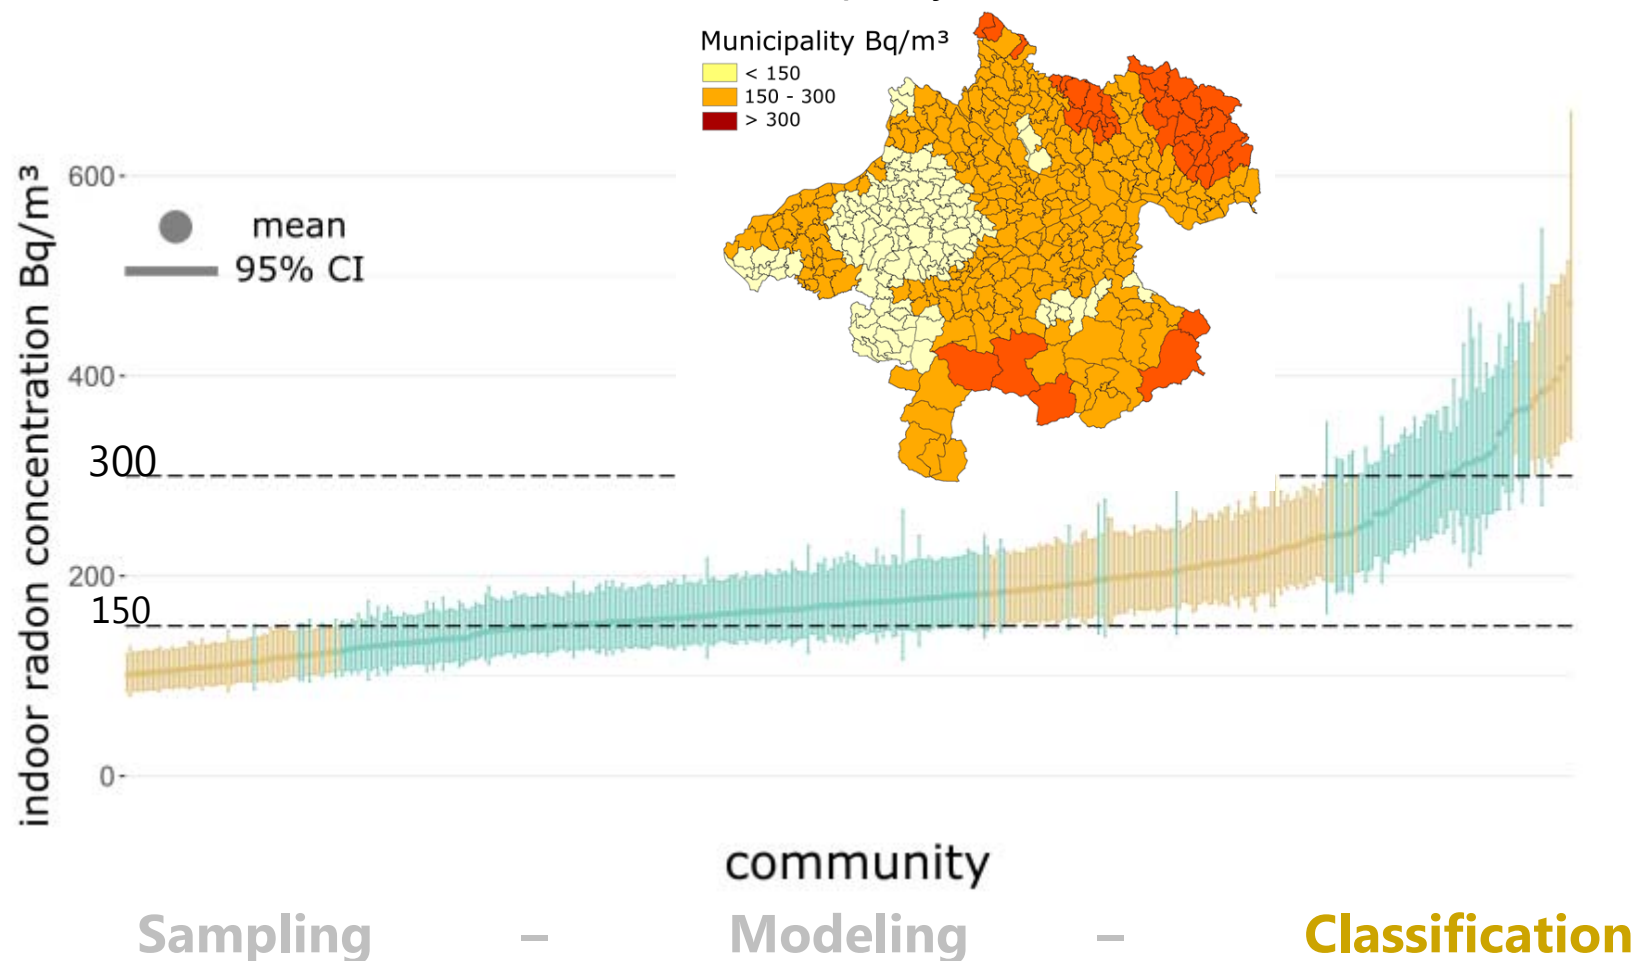 Municipality Bq/m³
< 150
150 - 300
> 300
indoor radon concentration Bq/m³
600
400
300
200
150
0
mean
95% CI
community
Sampling – Modeling – Classification